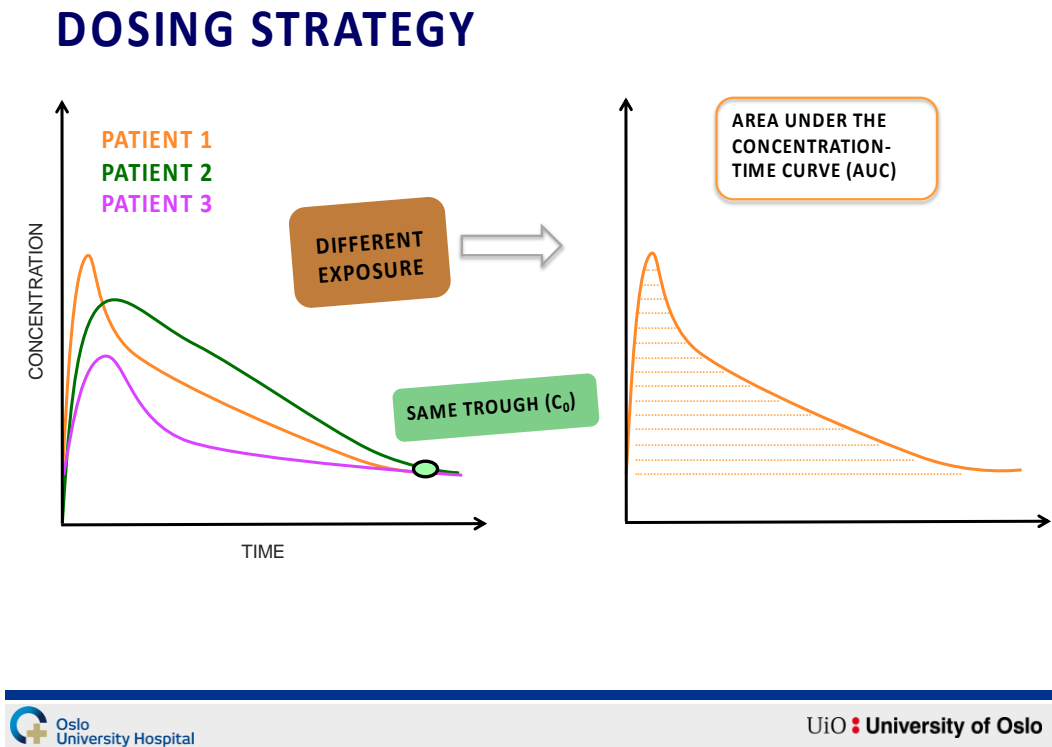 DOSING STRATEGY
PATIENT 1
PATIENT 2
PATIENT 3
CONCENTRATION
TIME
DIFFERENT
EXPOSURE
SAME TROUGH (C₀)
AREA UNDER THE
CONCENTRATION-
TIME CURVE (AUC)
Oslo
University Hospital
UiO University of Oslo